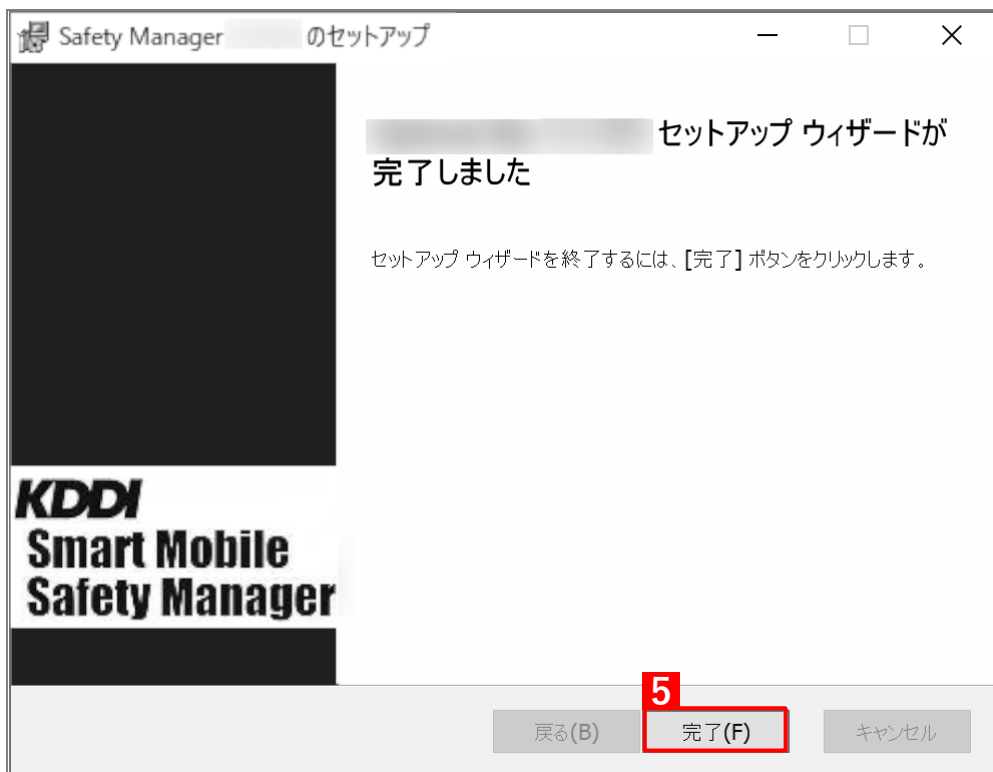 Safety Manager のセットアップ
セットアップ ウィザードが
完了しました
セットアップ ウィザードを終了するには、[完了] ボタンをクリックします。
KDDI
Smart Mobile
Safety Manager
5
戻る(B) 完了(F) キャンセル